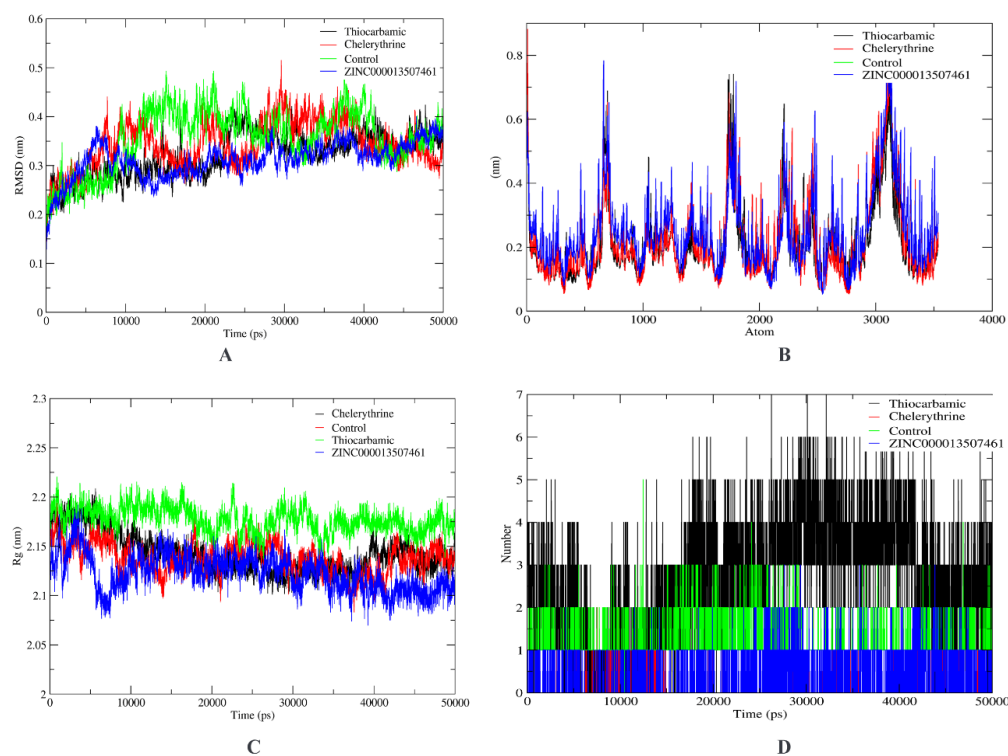 0.6
0.5
0.4
0.3
0.2
0.1
0
RMSD (nm)
Thiocarbamic
Chelerythrine
Control
ZINC000013507461
0 10000 20000 30000 40000 50000
Time (ps)
A
0.8
0.6
0.4
0.2
0
(nm)
Thiocarbamic
Chelerythrine
Control
ZINC000013507461
0 1000 2000 3000 4000
Atom
B
2.3
2.25
2.2
2.15
2.1
2.05
2
Rg (nm)
Chelerythrine
Control
Thiocarbamic
ZINC000013507461
0 10000 20000 30000 40000 50000
Time (ps)
C
7
6
5
4
3
2
1
0
Number
Thiocarbamic
Chelerythrine
Control
ZINC000013507461
0 10000 20000 30000 40000 50000
Time (ps)
D